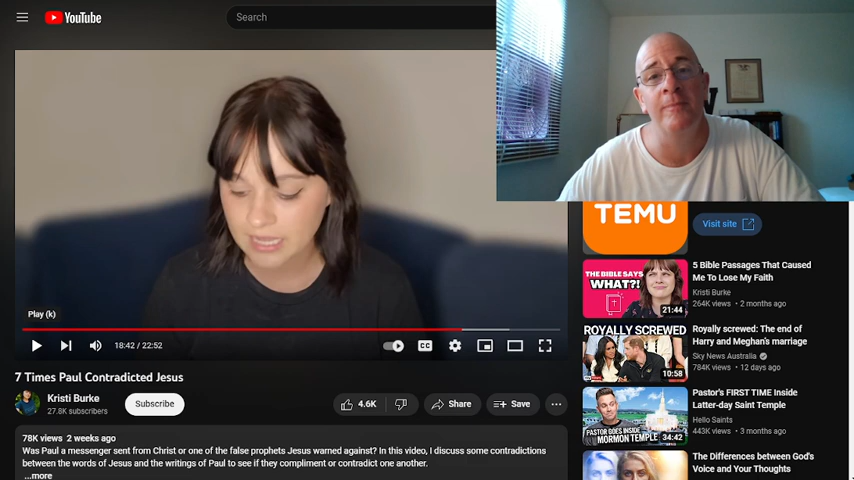 YouTube
Search
Play (k)
18:42 / 22:52
CC
7 Times Paul Contradicted Jesus
Kristi Burke
27.8K subscribers
Subscribe
4.6K
Share
Save
78K views 2 weeks ago
Was Paul a messenger sent from Christ or one of the false prophets Jesus warned against? In this video, I discuss some contradictions
between the words of Jesus and the writings of Paul to see if they compliment or contradict one another.
...more
TEMU
Visit site
THE BIBLE SAYS
WHAT?!
21:44
5 Bible Passages That Caused
Me To Lose My Faith
Kristi Burke
264K views • 2 months ago
ROYALLY SCREWED
10:58
Royally screwed: The end of
Harry and Meghan's marriage
Sky News Australia
784K views • 12 days ago
PASTOR GOES INSIDE
MORMON TEMPLE
34:42
Pastor's FIRST TIME Inside
Latter-day Saint Temple
Hello Saints
443K views • 3 months ago
The Differences between God's
Voice and Your Thoughts